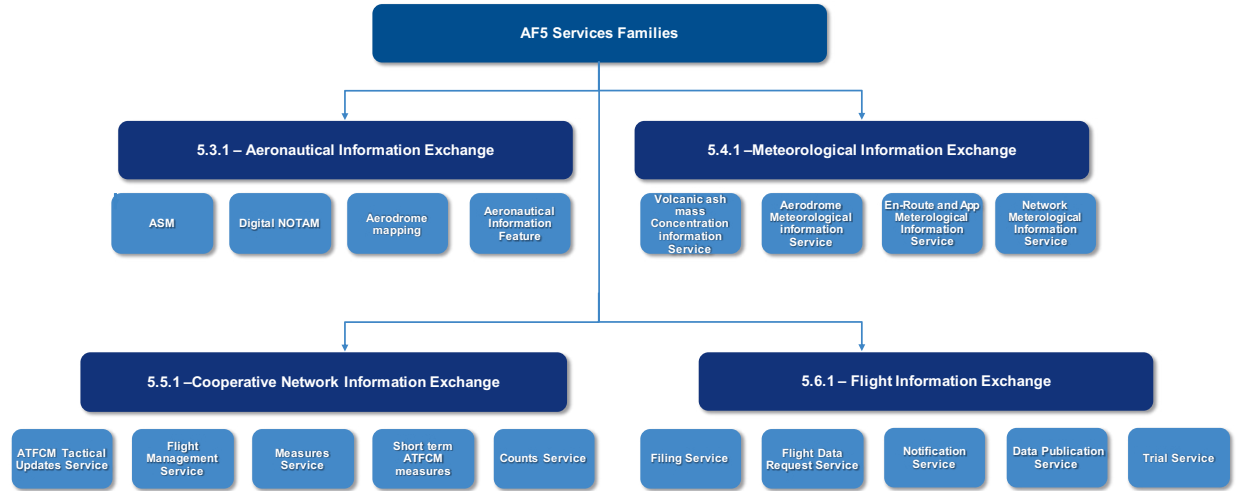 AF5 Services Families
5.3.1 – Aeronautical Information Exchange
5.4.1 –Meteorological Information Exchange
ASM
Digital NOTAM
Aerodrome
mapping
Aeronautical
Information
Feature
Volcanic ash
mass
Concentration
information
Service
Aerodrome
Meteorological
information
Service
En-Route and App
Meterological
Information
Service
Network
Meterological
Information
Service
5.5.1 –Cooperative Network Information Exchange
5.6.1 – Flight Information Exchange
ATFCM Tactical
Updates Service
Flight
Management
Service
Measures
Service
Short term
ATFCM
measures
Counts Service
Filing Service
Flight Data
Request Service
Notification
Service
Data Publication
Service
Trial Service